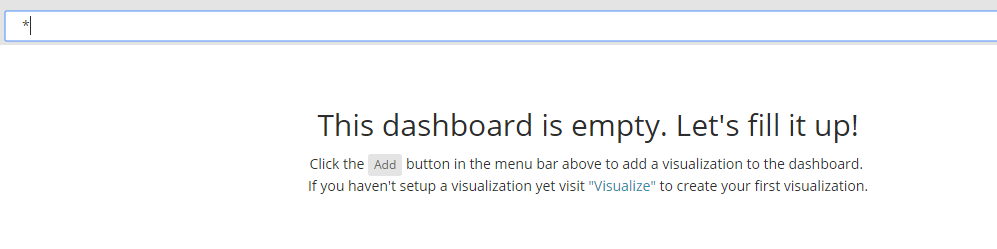 *
This dashboard is empty. Let's fill it up!
Click the Add button in the menu bar above to add a visualization to the dashboard.
If you haven't setup a visualization yet visit "Visualize" to create your first visualization.